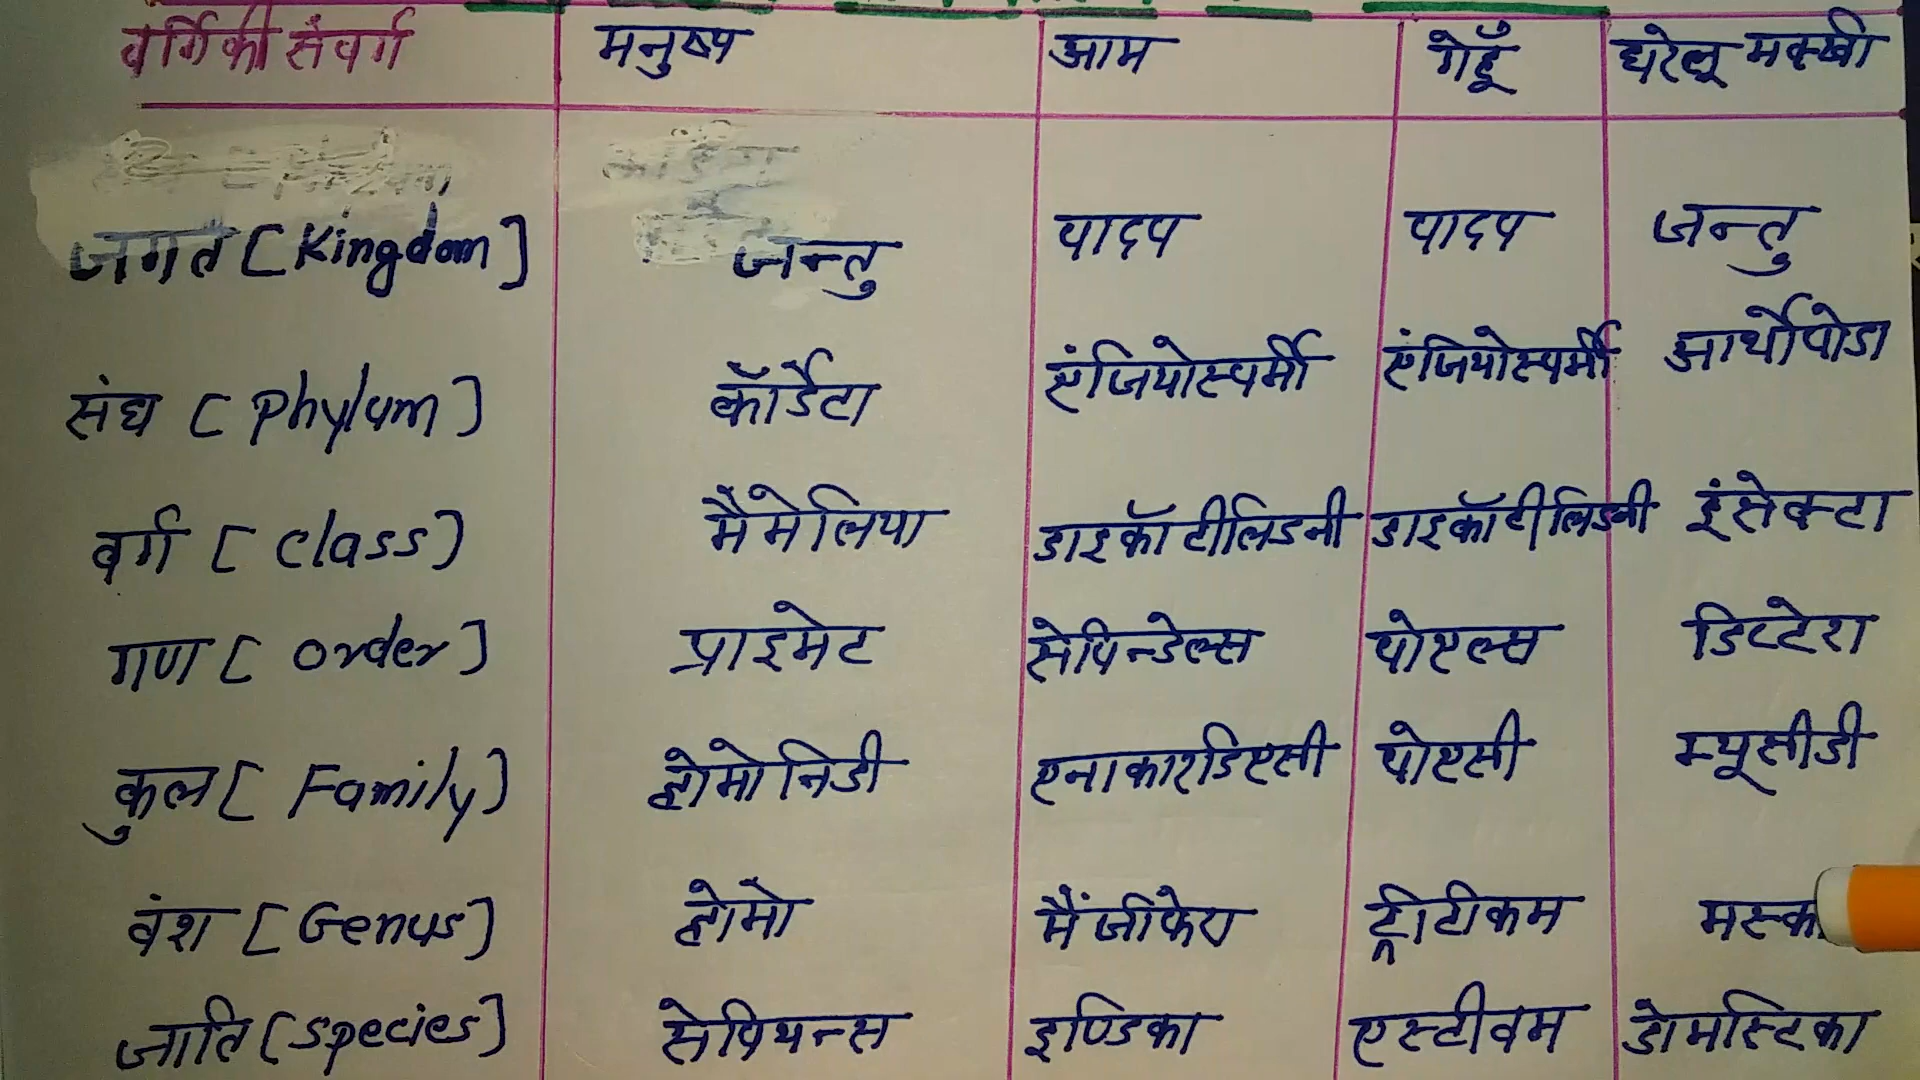 वर्गिकी संवर्ग मनुष्य आम गेहूँ घरेलू मक्खी
जगत [Kingdom] जन्तु पादप पादप जन्तु
संघ [Phylum] कॉर्डेटा एंजियोस्पर्मी एंजियोस्पर्मी आर्थोपोडा
वर्ग [class] मैमेलिया डाइकॉटीलिडनी डाइकॉटीलिडनी इंसेक्टा
गण [order] प्राइमेट सेपिन्डेल्स पोएल्स डिप्टेरा
कुल [Family] होमोनिडी एनाकारडिएसी पोएसी म्यूसीडी
वंश [Genus] होमो मैंजीफेरा ट्रीटीकम मस्का
जाति [species] सेपियन्स इण्डिका एस्टीवम डोमस्टिका